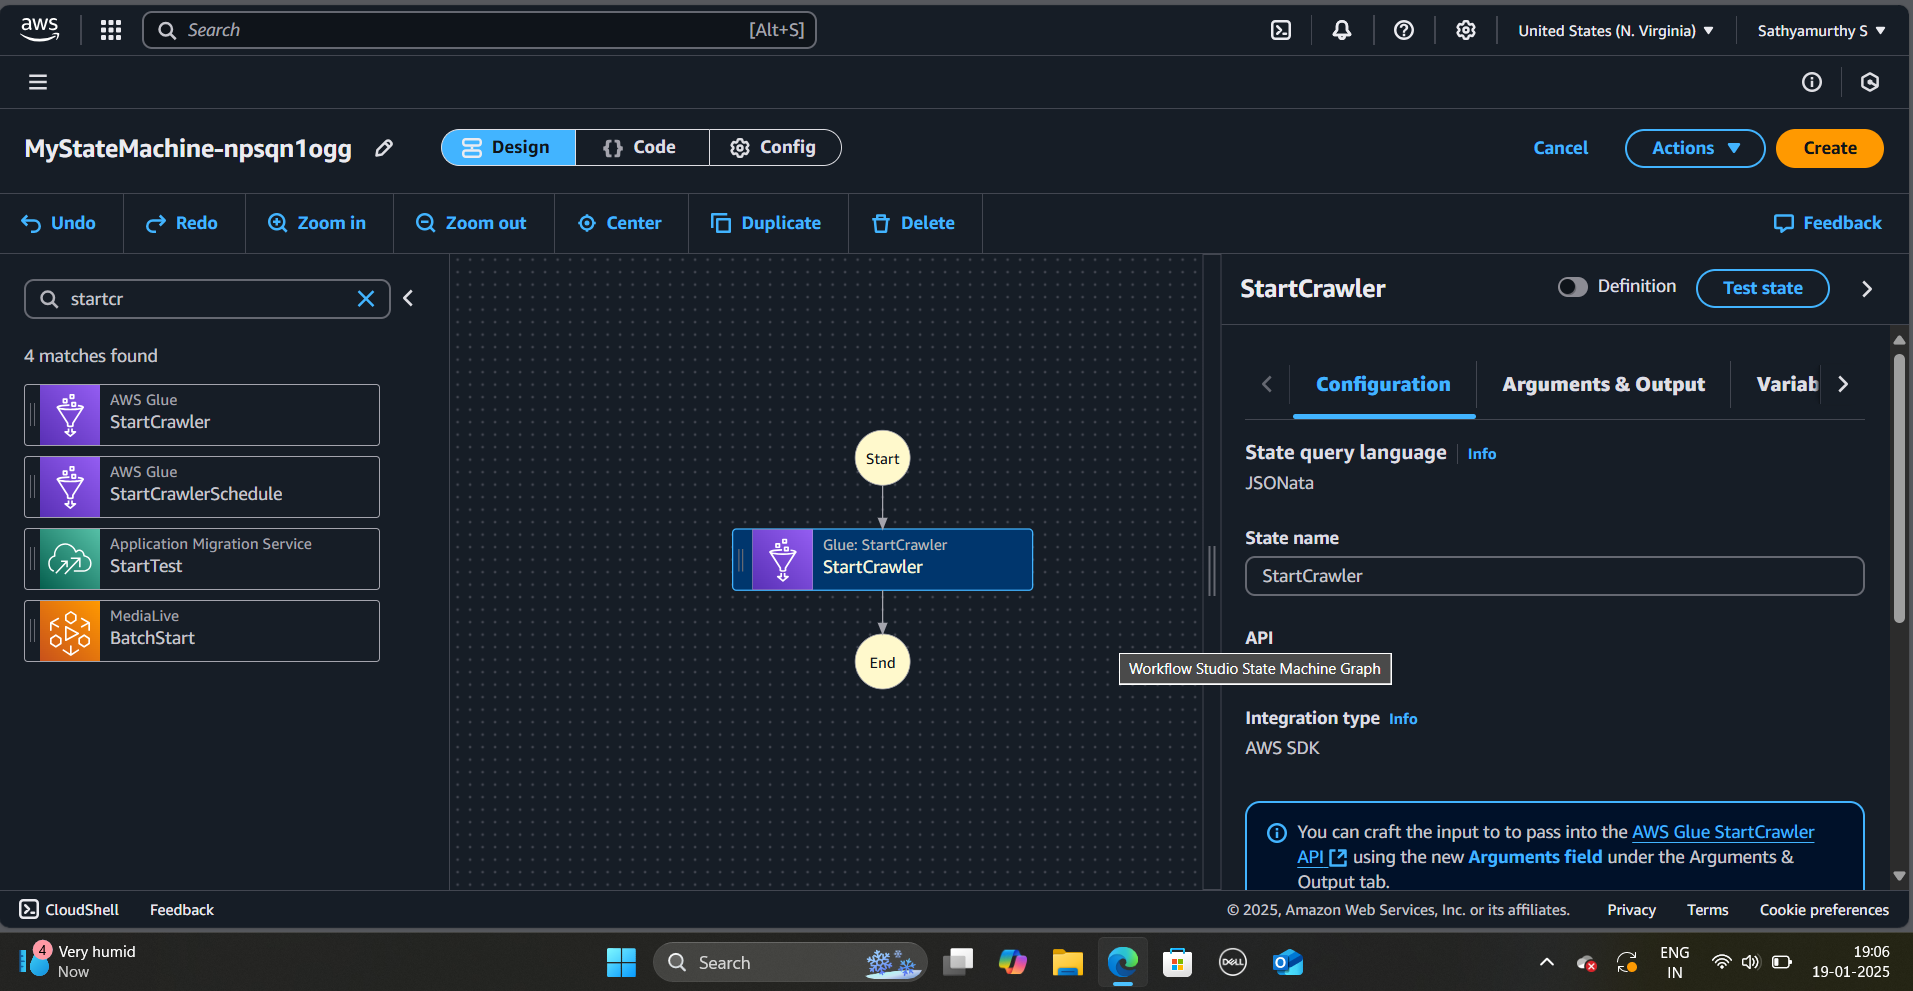 aws
Search
[Alt+S]
United States (N. Virginia)
Sathyamurthy S
MyStateMachine-npsqn1ogg
Design
{} Code
Config
Cancel
Actions
Create
Undo
Redo
Zoom in
Zoom out
Center
Duplicate
Delete
Feedback
startcr
4 matches found
AWS Glue
StartCrawler
AWS Glue
StartCrawlerSchedule
Application Migration Service
StartTest
MediaLive
BatchStart
Start
Glue: StartCrawler
StartCrawler
End
Workflow Studio State Machine Graph
StartCrawler
Definition
Test state
Configuration
Arguments & Output
Variab
State query language
Info
JSONata
State name
StartCrawler
API
Integration type
Info
AWS SDK
You can craft the input to to pass into the AWS Glue StartCrawler
API using the new Arguments field under the Arguments &
Output tab.
CloudShell
Feedback
© 2025, Amazon Web Services, Inc. or its affiliates.
Privacy
Terms
Cookie preferences
4
Very humid
Now
Search
DELL
O
ENG
IN
19:06
19-01-2025